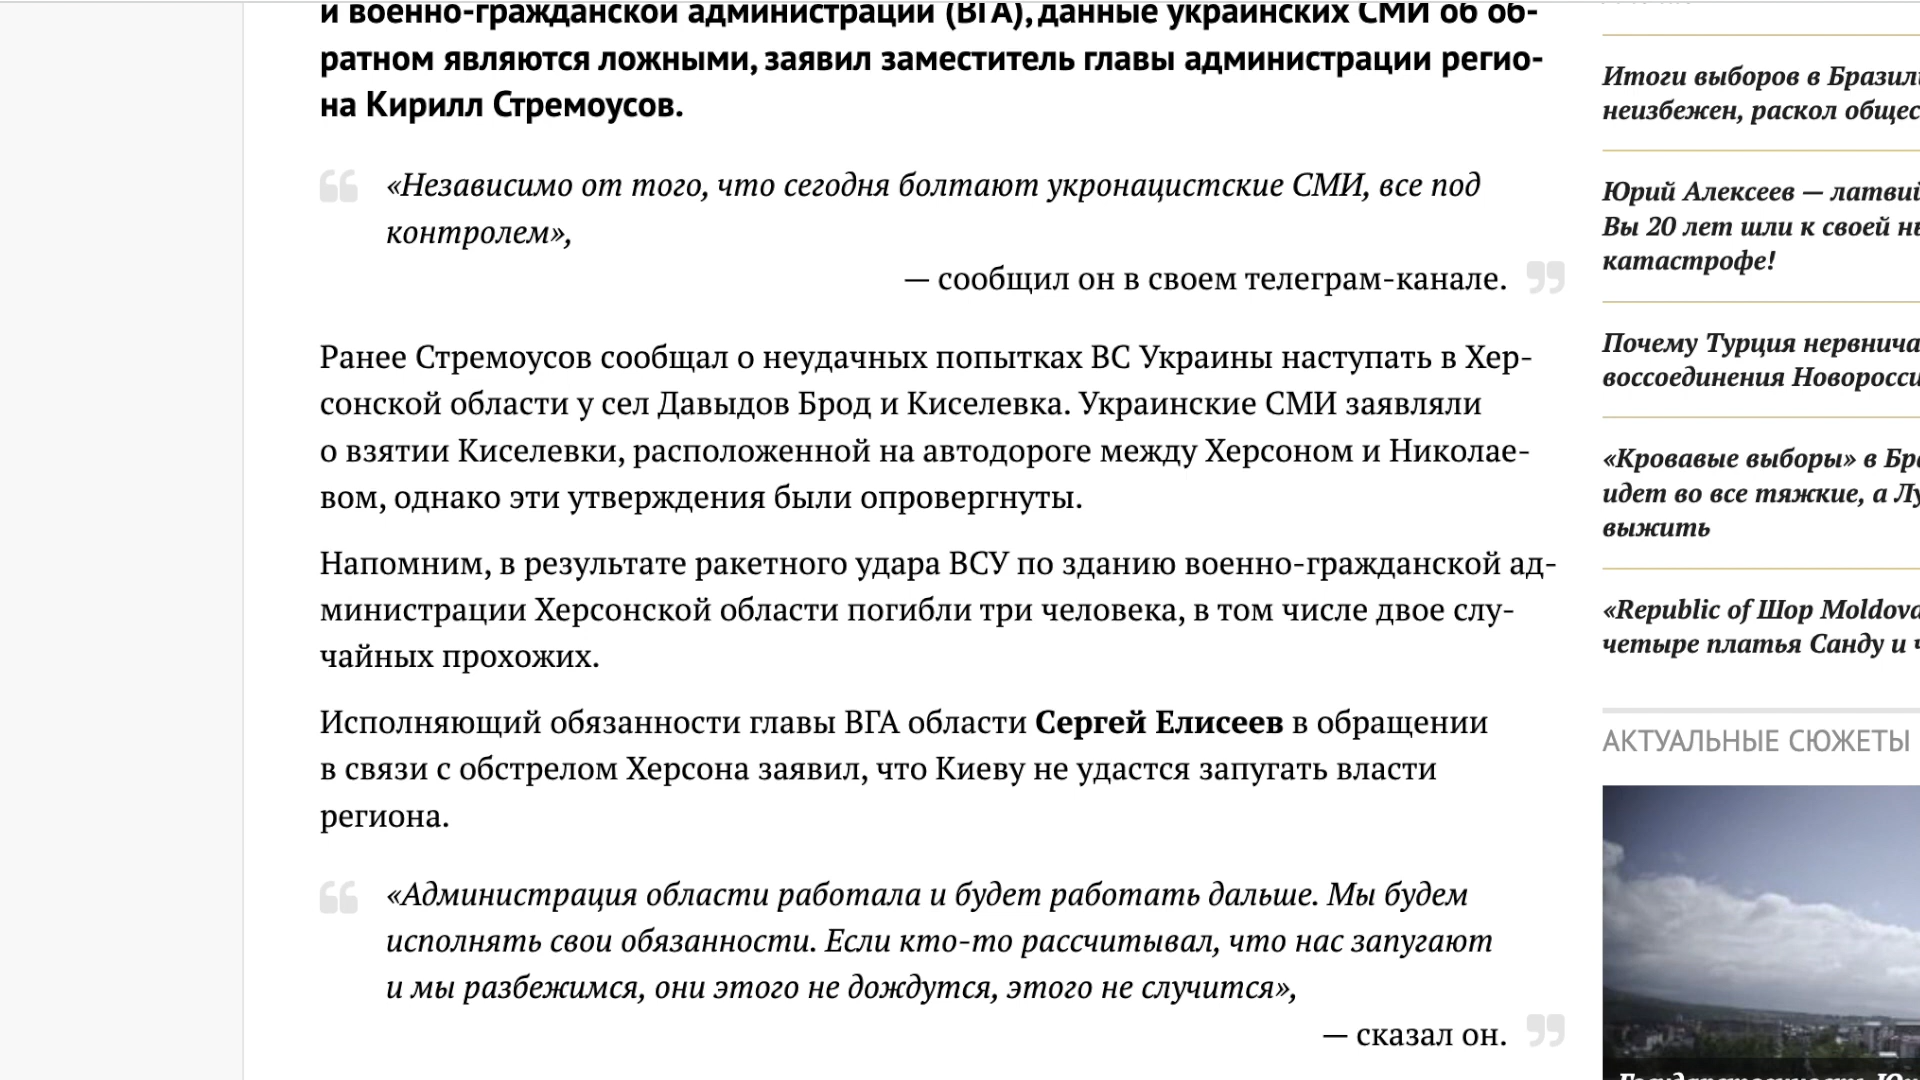 и военно-гражданской администрации (ВГА), данные украинских СМИ об об-
ратном являются ложными, заявил заместитель главы администрации регио-
на Кирилл Стремоусов.
«Независимо от того, что сегодня болтают укронацистские СМИ, все под
контролем»,
— сообщил он в своем телеграм-канале.
Ранее Стремоусов сообщал о неудачных попытках ВС Украины наступать в Хер-
сонской области у сел Давыдов Брод и Киселевка. Украинские СМИ заявляли
о взятии Киселевки, расположенной на автодороге между Херсоном и Николае-
вом, однако эти утверждения были опровергнуты.
Напомним, в результате ракетного удара ВСУ по зданию военно-гражданской ад-
министрации Херсонской области погибли три человека, в том числе двое слу-
чайных прохожих.
Исполняющий обязанности главы ВГА области Сергей Елисеев в обращении
в связи с обстрелом Херсона заявил, что Киеву не удастся запугать власти
региона.
«Администрация области работала и будет работать дальше. Мы будем
исполнять свои обязанности. Если кто-то рассчитывал, что нас запугают
и мы разбежимся, они этого не дождутся, этого не случится»,
— сказал он.
Итоги выборов в Бразил
неизбежен, раскол общес
Юрий Алексеев — латвий
Вы 20 лет шли к своей
катастрофе!
Почему Турция нервнича
воссоединения Новоросси
«Кровавые выборы» в Бра
идет во все тяжкие, а Лу
выжить
«Republic of Шор Moldova
четыре платья Санду и
АКТУАЛЬНЫЕ СЮЖЕТЫ